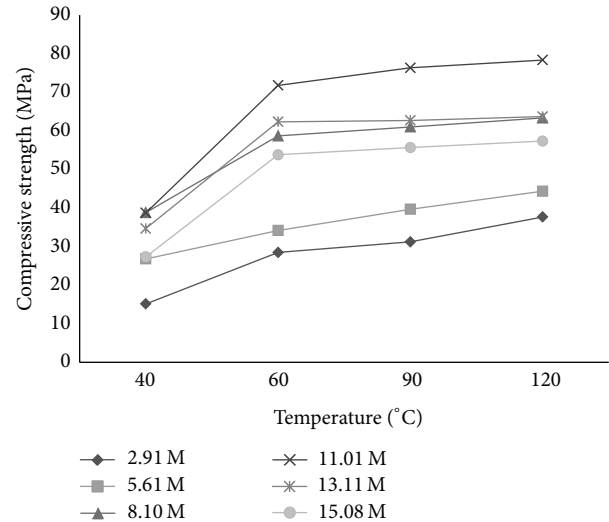 90
80
70
60
50
40
30
20
10
0
Compressive strength (MPa)
40 60 90 120
Temperature (°C)
2.91 M 11.01 M
5.61 M 13.11 M
8.10 M 15.08 M